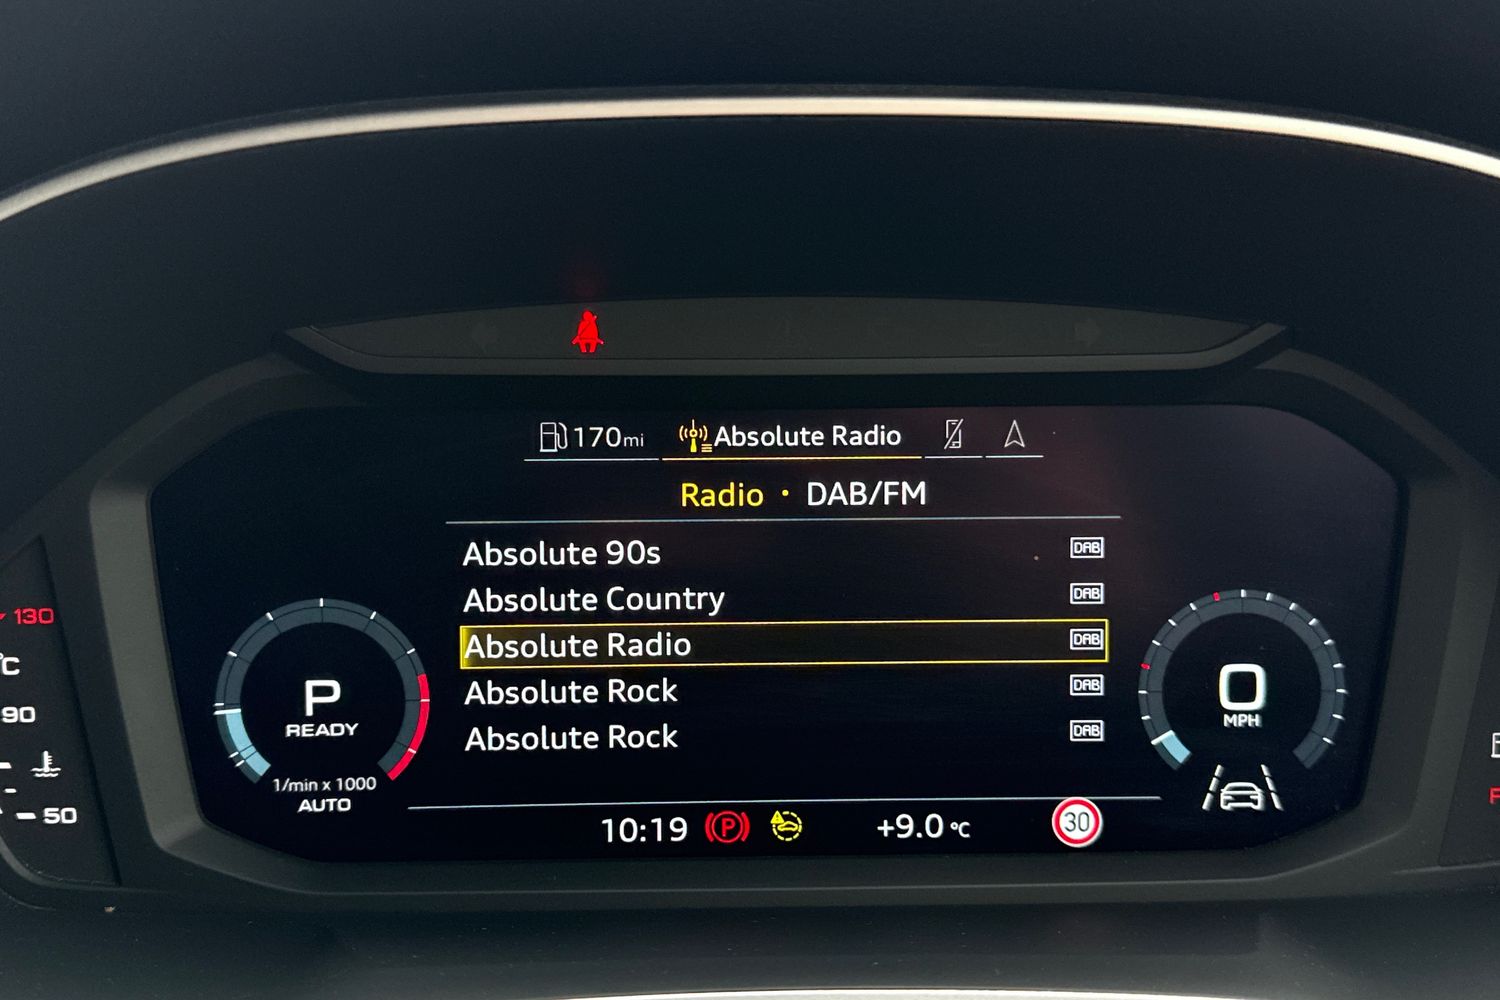 170mi Absolute Radio
Radio · DAB/FM
Absolute 90s DAB
Absolute Country DAB
Absolute Radio DAB
Absolute Rock DAB
Absolute Rock DAB
130
°C
90
50
P
READY
1/min x 1000
AUTO
0
MPH
10:19 P +9.0 °C 30